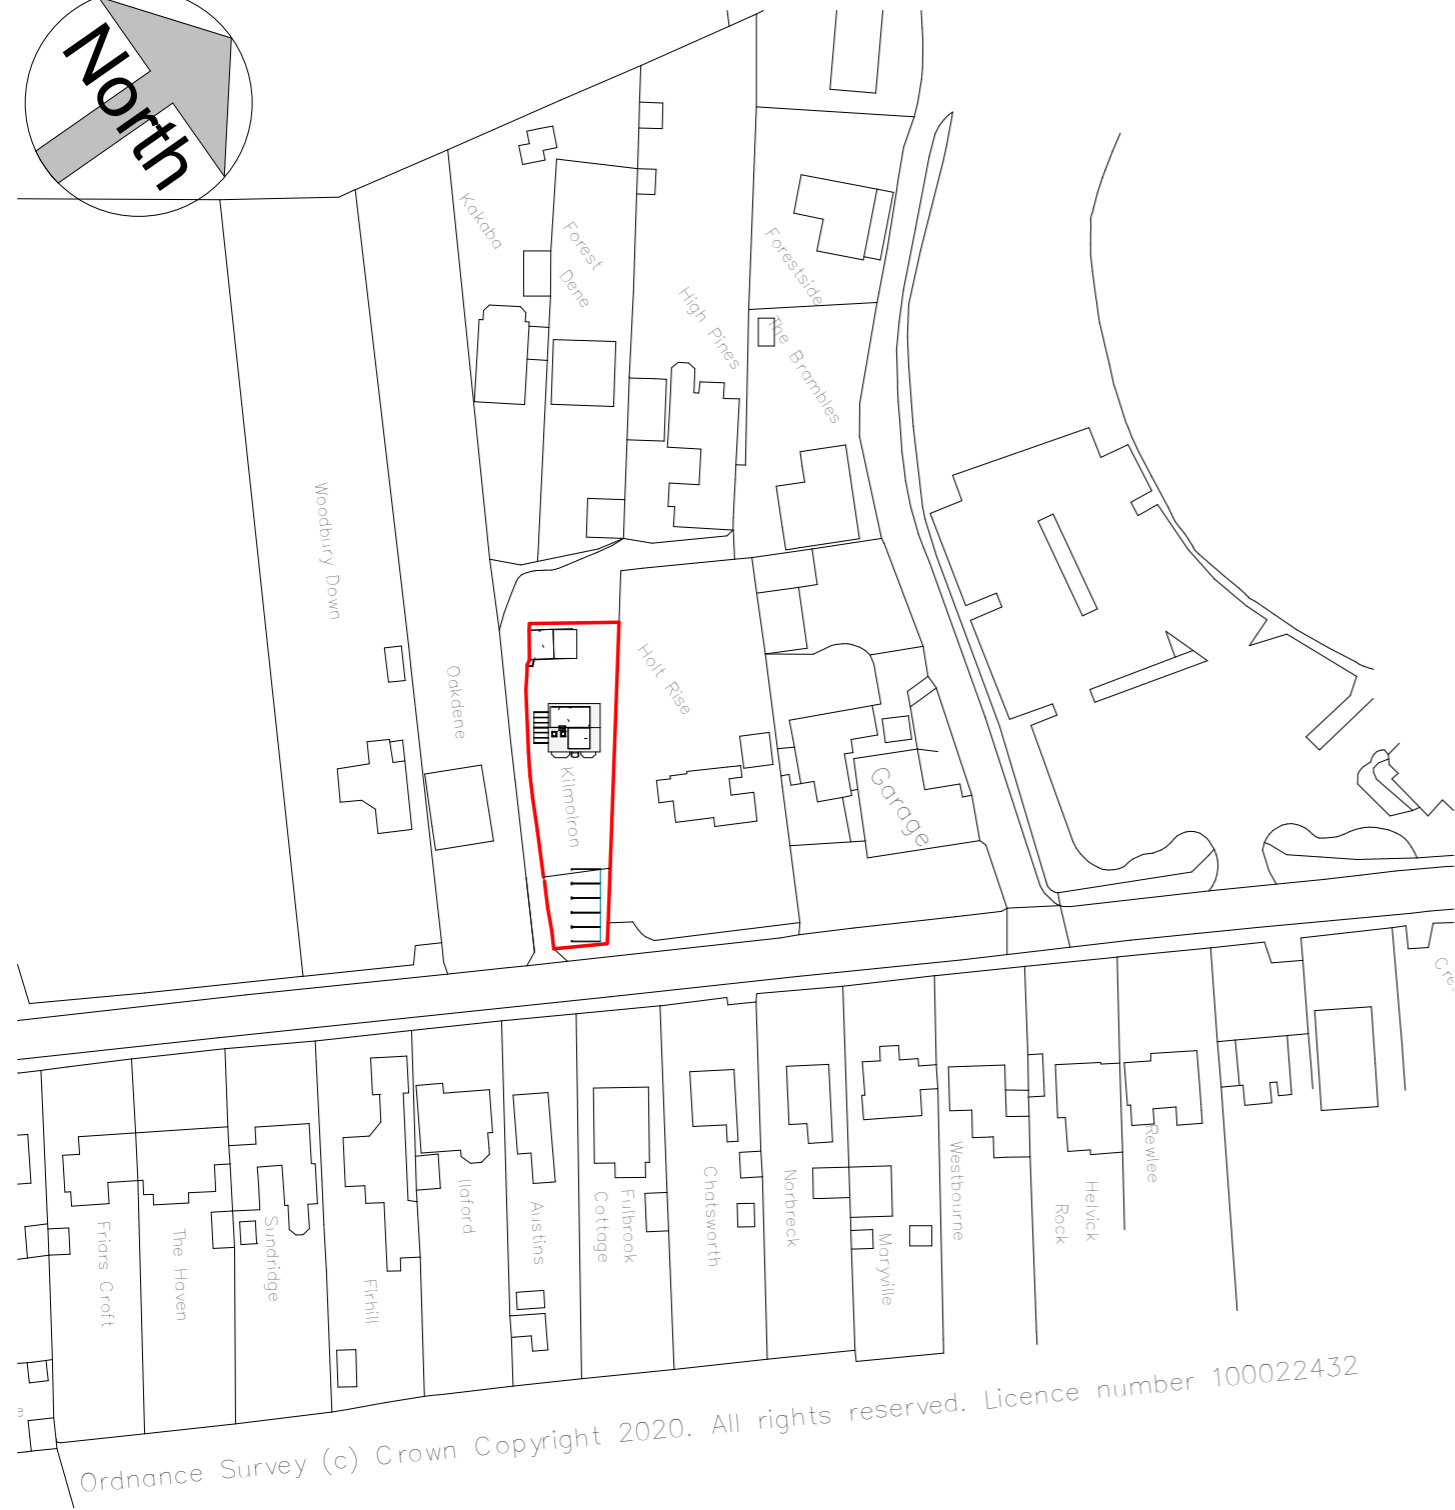 North
Kakaba
Forest
Dene
High Pines
Forestside
The Brambles
Woodbury Down
Oakdene
Holt Rise
Kilmolron
Garage
Friars Croft
The Haven
Sundridge
Firhill
Ilaford
Austins
Fulbrook
Cottage
Chatsworth
Norbreck
Maryville
Westbourne
Helvick
Rock
Rewlee
Cre
Ordnance Survey (c) Crown Copyright 2020. All rights reserved. Licence number 100022432